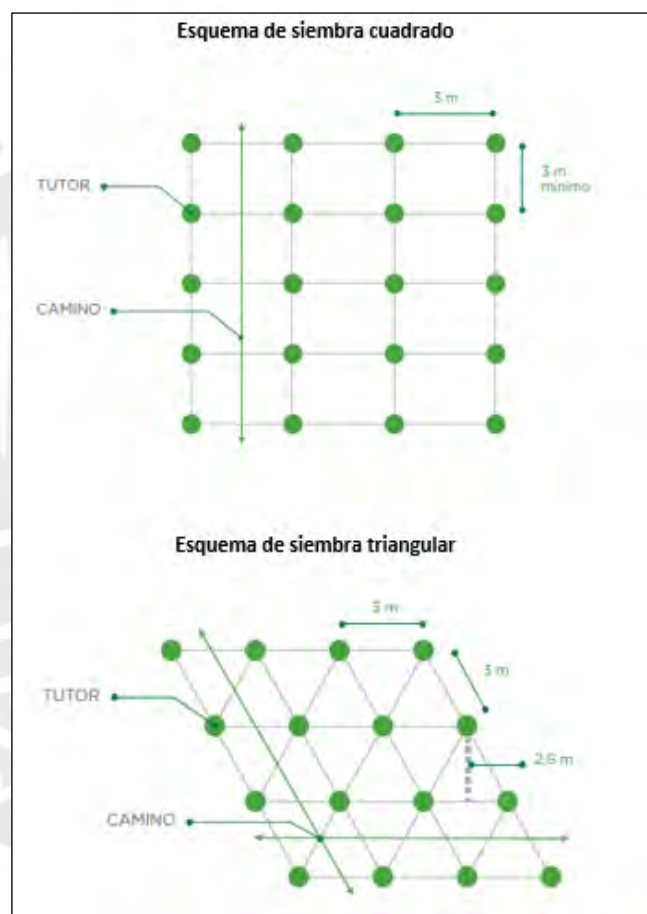 Esquema de siembra cuadrado
3 m
3 m
mínimo
TUTOR
CAMINO
Esquema de siembra triangular
3 m
3 m
TUTOR
2,6 m
CAMINO